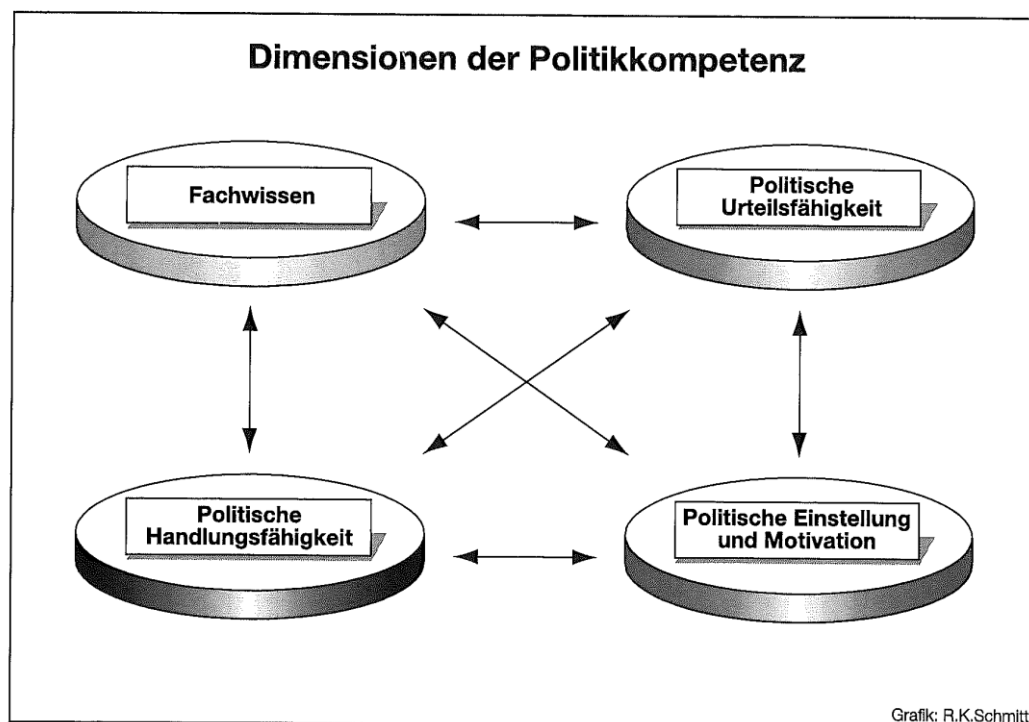 Dimensionen der Politikkompetenz
Fachwissen
Politische
Urteilsfähigkeit
Politische
Handlungsfähigkeit
Politische Einstellung
und Motivation
Grafik: R.K.Schmitt